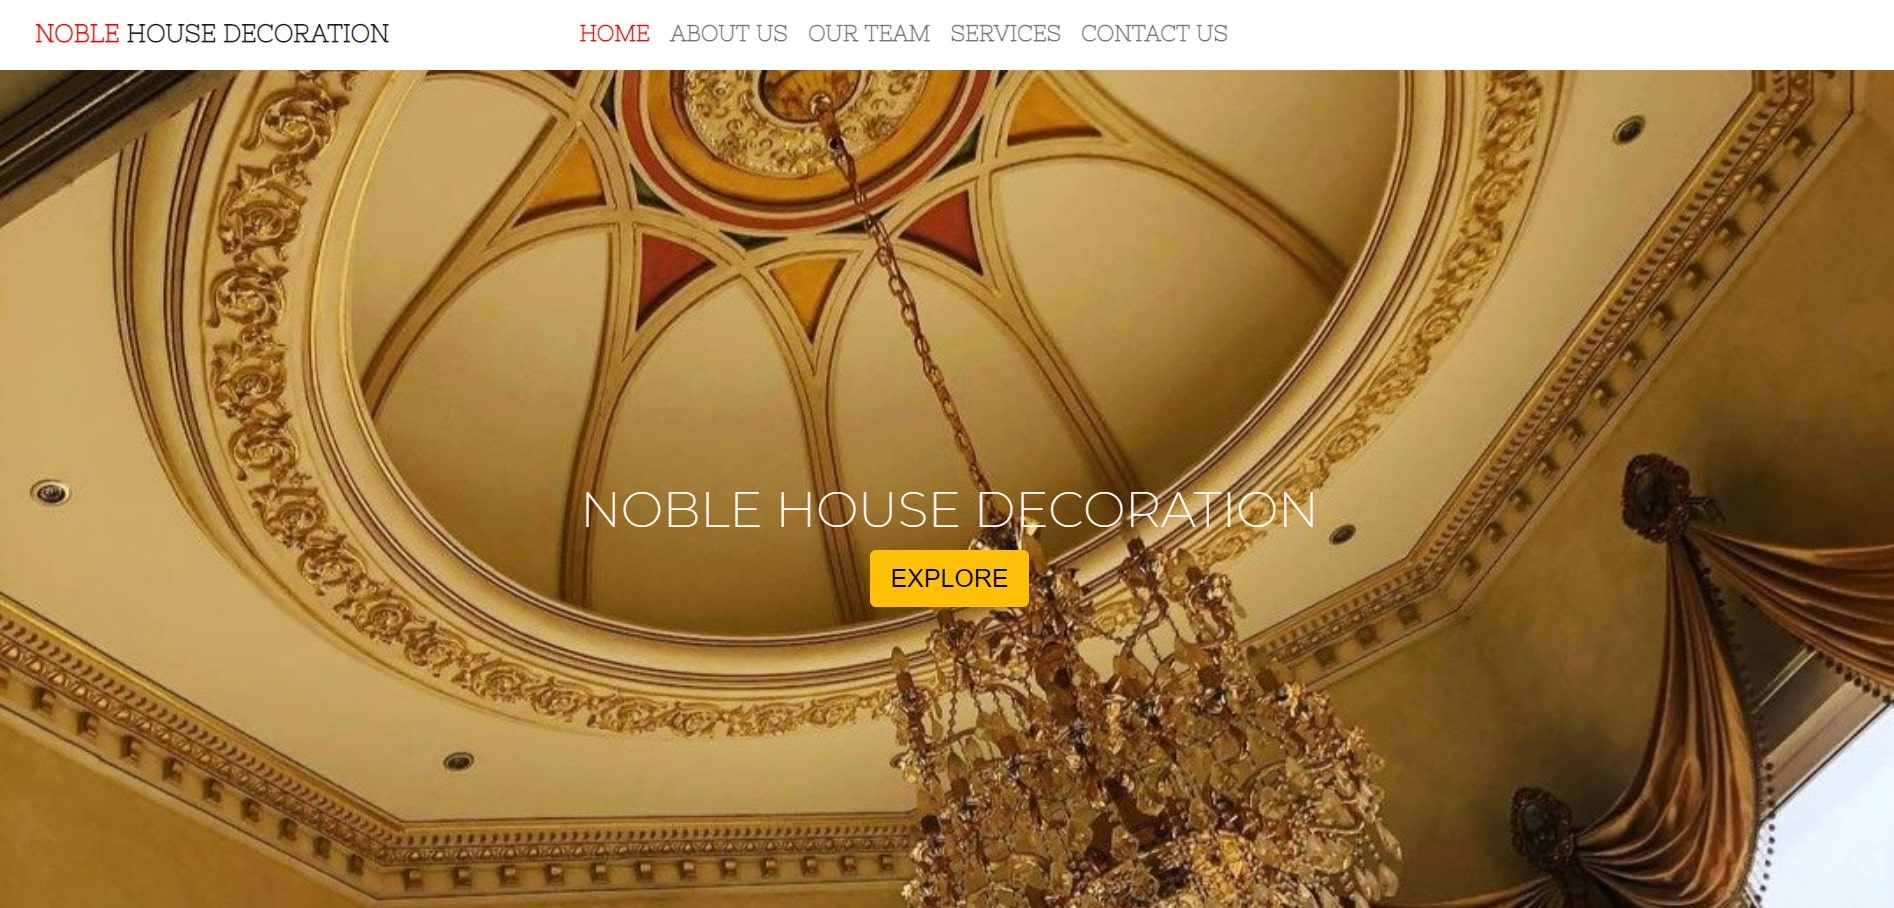 NOBLE HOUSE DECORATION
HOME ABOUT US OUR TEAM SERVICES CONTACT US
NOBLE HOUSE DECORATION
EXPLORE